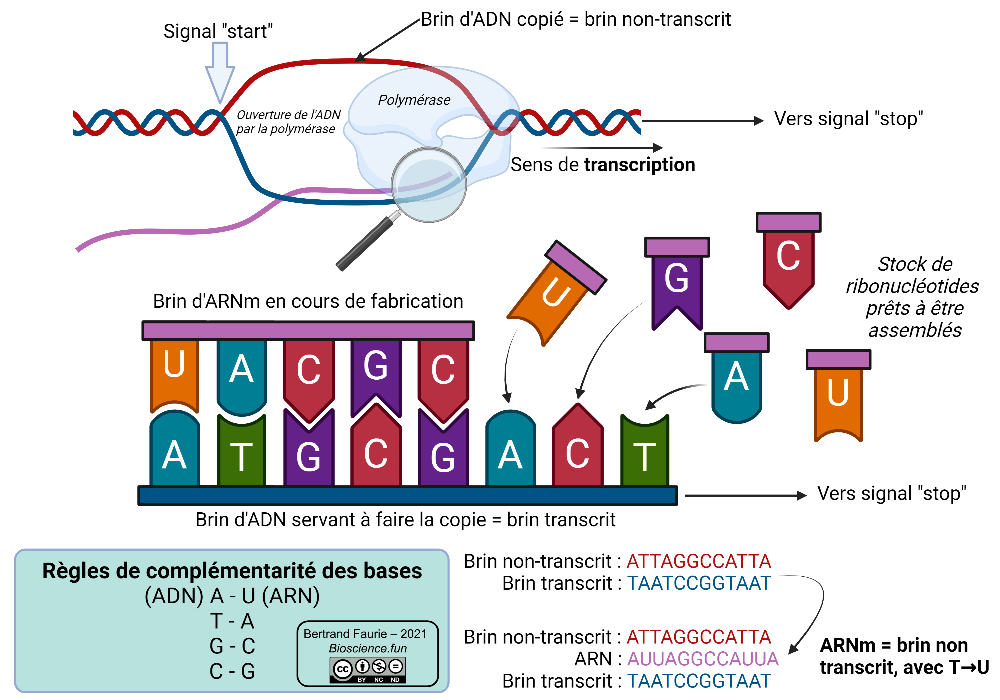 Brin d'ADN copié = brin non-transcrit
Signal "start"
Polymérase
Ouverture de l'ADN
par la polymérase
Vers signal "stop"
Sens de transcription
Stock de
ribonucléotides
prêts à être
assemblés
U
G
C
A
U
Brin d'ARNm en cours de fabrication
U A C G C
A T G C G A C T
Vers signal "stop"
Brin d'ADN servant à faire la copie = brin transcrit
Règles de complémentarité des bases
(ADN) A - U (ARN)
T - A
G - C
C - G
Bertrand Faurie – 2021
Bioscience.fun
cc
BY NC ND
Brin non-transcrit : ATTAGGCCATTA
Brin transcrit : TAATCCGGTAAT
Brin non-transcrit : ATTAGGCCATTA
ARN : AUUAGGCCAUUA
Brin transcrit : TAATCCGGTAAT
ARNm = brin non
transcrit, avec T→U